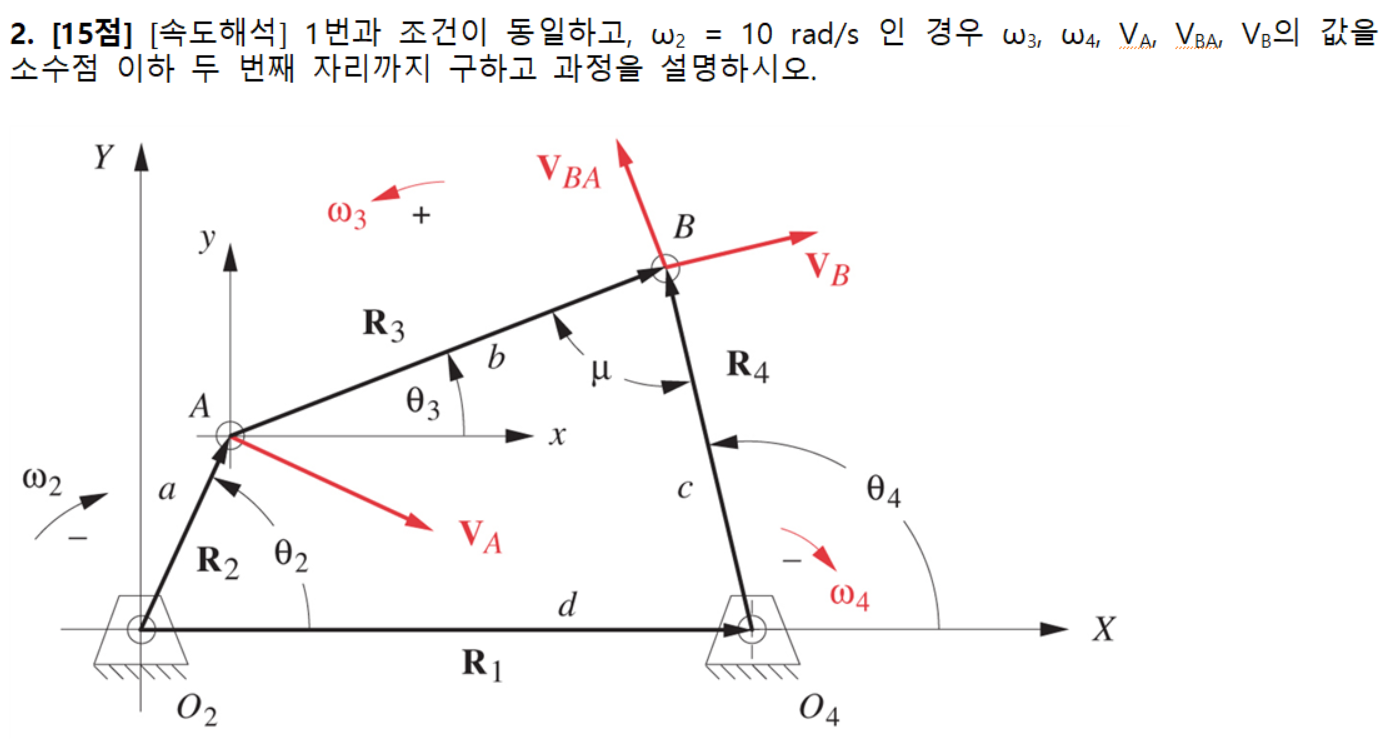 2. [15점] [속도해석] 1번과 조건이 동일하고, ω2 = 10 rad/s 인 경우 ω3, ω4, VA, VBA, VB의 값을
소수점 이하 두 번째 자리까지 구하고 과정을 설명하시오.
Y
VBA
ω3
+
y
B
VB
R3
b
μ
R4
A
θ3
x
ω2
a
c
θ4
−
VA
R2
θ2
−
ω4
d
X
R1
O2
O4